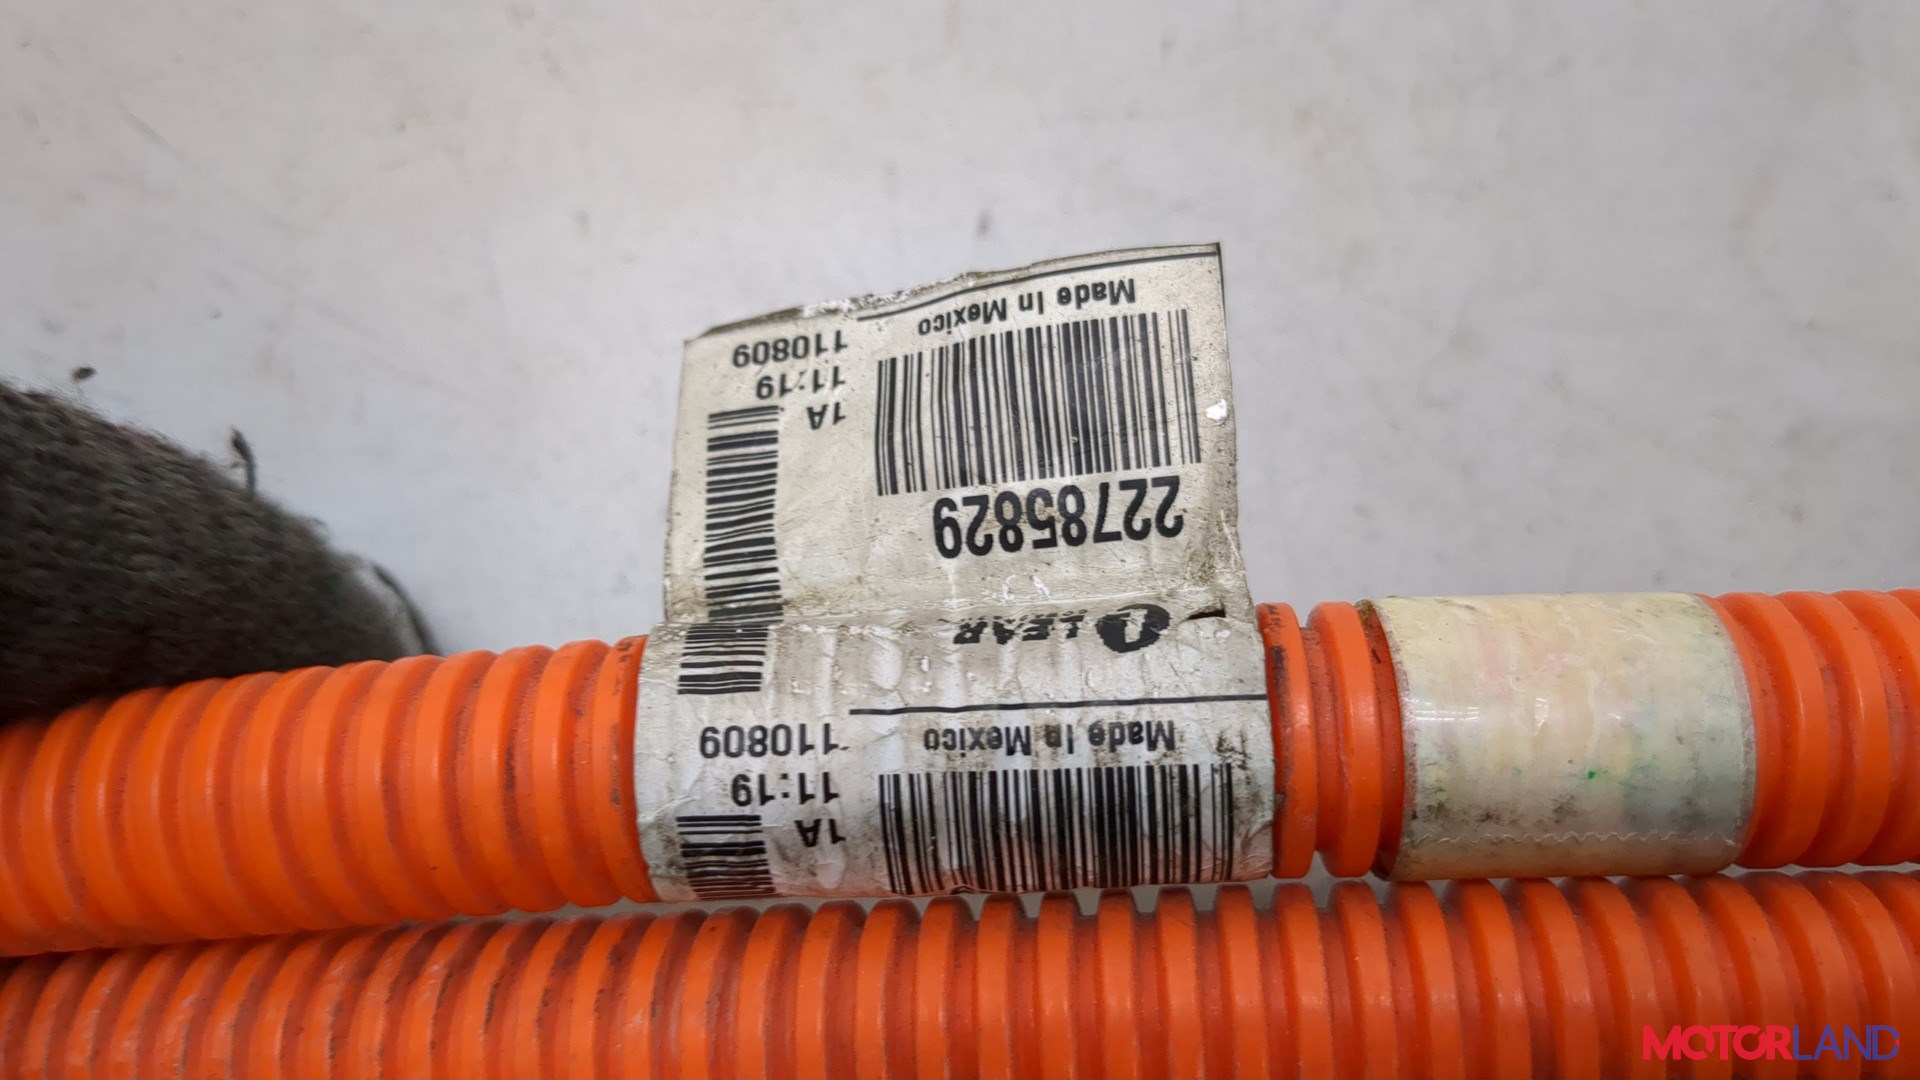 1A
11:19
110809
Made In Mexico
LEAR
22785829
1A
11:19
110809
Made In Mexico
MOTORLAND